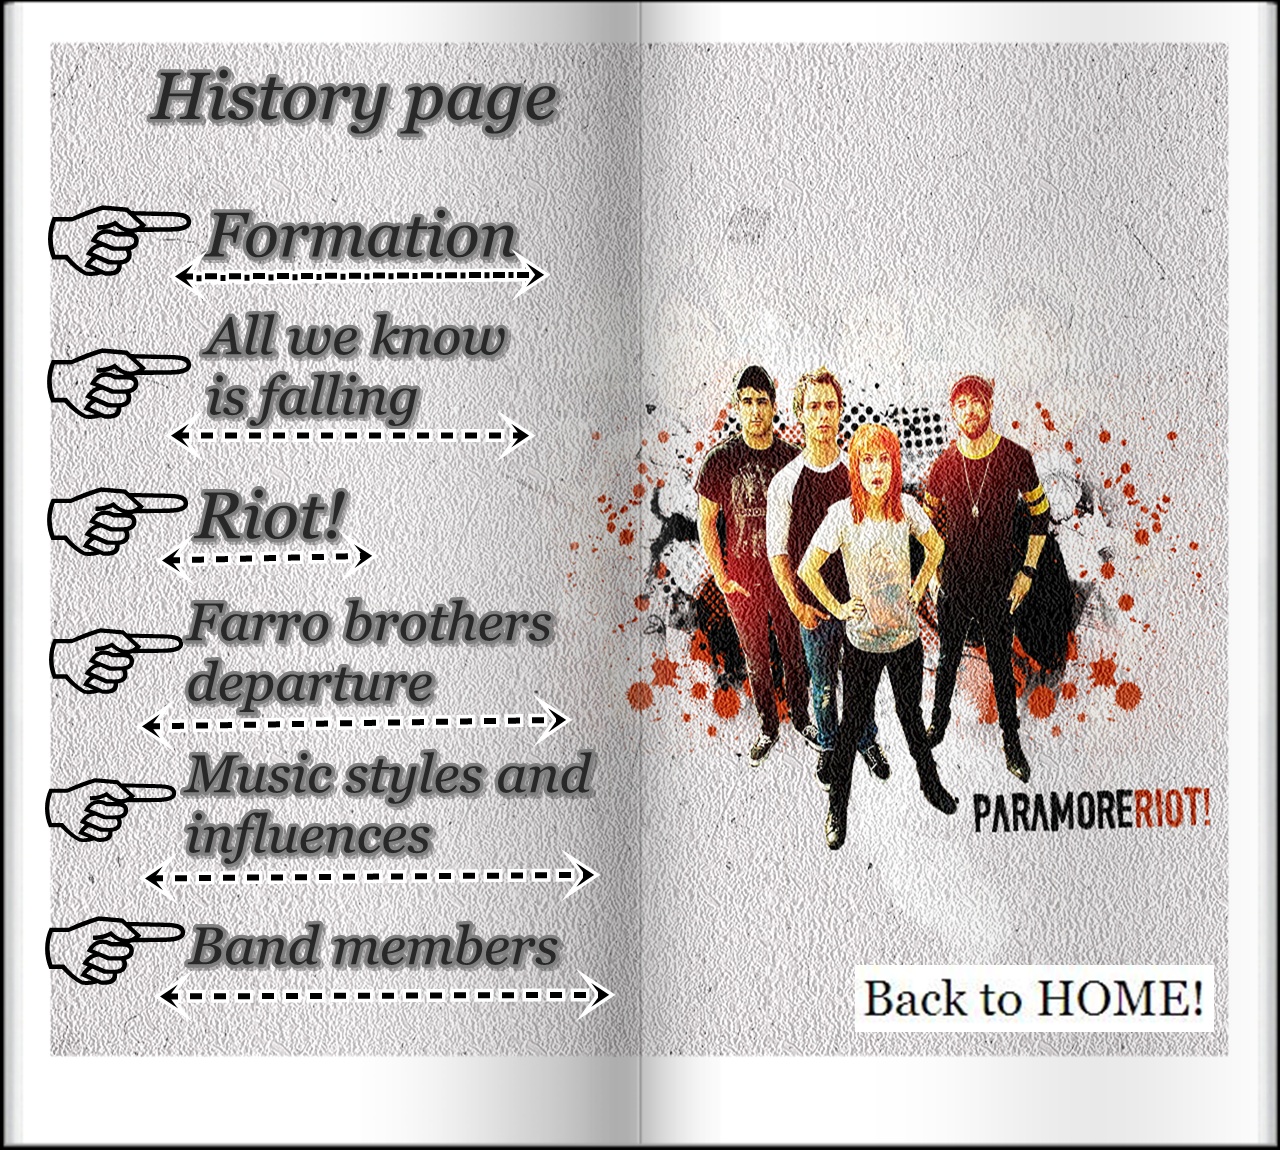 History page
Formation
All we know
is falling
Riot!
Farro brothers
departure
Music styles and
influences
Band members
PARAMORERIOT!
Back to HOME!